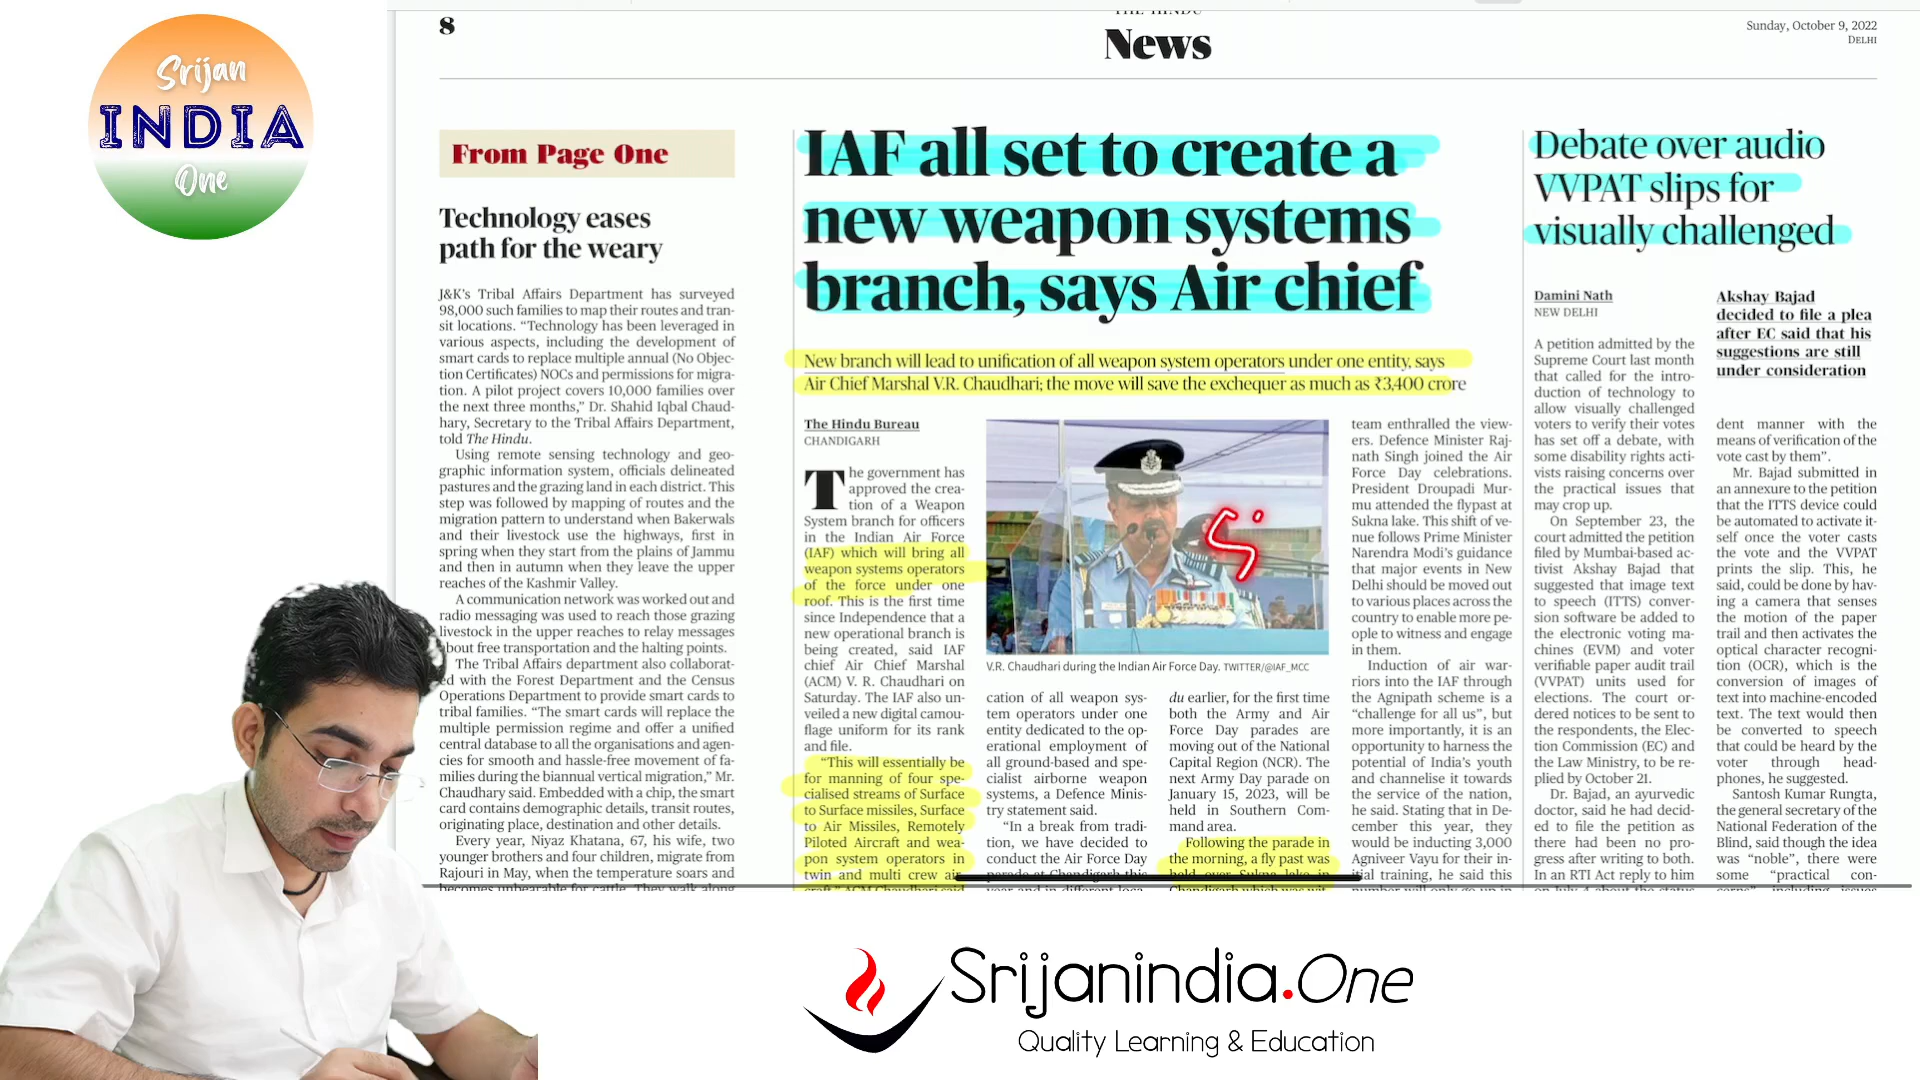 Srijan
INDIA
One
8
THE HINDU
News
Sunday, October 9, 2022
DELHI
From Page One
Technology eases
path for the weary
J&K's Tribal Affairs Department has surveyed
98,000 such families to map their routes and tran-
sit locations. “Technology has been leveraged in
various aspects, including the development of
smart cards to replace multiple annual (No Objec-
tion Certificates) NOCs and permissions for migra-
tion. A pilot project covers 10,000 families over
the next three months,” Dr. Shahid Iqbal Chaud-
hary, Secretary to the Tribal Affairs Department,
told The Hindu.
Using remote sensing technology and geo-
graphic information system, officials delineated
pastures and the grazing land in each district. This
step was followed by mapping of routes and the
migration pattern to understand when Bakerwals
and their livestock use the highways, first in
spring when they start from the plains of Jammu
and then in autumn when they leave the upper
reaches of the Kashmir Valley.
A communication network was worked out and
radio messaging was used to reach those grazing
livestock in the upper reaches to relay messages
about free transportation and the halting points.
The Tribal Affairs department also collaborat-
ed with the Forest Department and the Census
Operations Department to provide smart cards to
tribal families. “The smart cards will replace the
multiple permission regime and offer a unified
central database to all the organisations and agen-
cies for smooth and hassle-free movement of fa-
milies during the biannual vertical migration,” Mr.
Chaudhary said. Embedded with a chip, the smart
card contains demographic details, transit routes,
originating place, destination and other details.
Every year, Niyaz Khatana, 67, his wife, two
younger brothers and four children, migrate from
Rajouri in May, when the temperature soars and
becomes unbearable for cattle. They walk along
IAF all set to create a
new weapon systems
branch, says Air chief
New branch will lead to unification of all weapon system operators under one entity, says
Air Chief Marshal V.R. Chaudhari; the move will save the exchequer as much as ₹3,400 crore
The Hindu Bureau
CHANDIGARH
The government has
approved the crea-
tion of a Weapon
System branch for officers
in the Indian Air Force
(IAF) which will bring all
weapon systems operators
of the force under one
roof. This is the first time
since Independence that a
new operational branch is
being created, said IAF
chief Air Chief Marshal
(ACM) V. R. Chaudhari on
Saturday. The IAF also un-
veiled a new digital camou-
flage uniform for its rank
and file.
“This will essentially be
for manning of four spe-
cialised streams of Surface
to Surface missiles, Surface
to Air Missiles, Remotely
Piloted Aircraft and wea-
pon system operators in
twin and multi crew air-
craft,” ACM Chaudhari said
V.R. Chaudhari during the Indian Air Force Day. TWITTER/@IAF_MCC
cation of all weapon sys-
tem operators under one
entity dedicated to the op-
erational employment of
all ground-based and spe-
cialist airborne weapon
systems, a Defence Minis-
try statement said.
“In a break from tradi-
tion, we have decided to
conduct the Air Force Day
parade at Chandigarh this
year and in different loca-
du earlier, for the first time
both the Army and Air
Force Day parades are
moving out of the National
Capital Region (NCR). The
next Army Day parade on
January 15, 2023, will be
held in Southern Com-
mand area.
Following the parade in
the morning, a fly past was
held over Sukna lake in
Chandigarh which was wit-
team enthralled the view-
ers. Defence Minister Raj-
nath Singh joined the Air
Force Day celebrations.
President Droupadi Mur-
mu attended the flypast at
Sukna lake. This shift of ve-
nue follows Prime Minister
Narendra Modi's guidance
that major events in New
Delhi should be moved out
to various places across the
country to enable more pe-
ople to witness and engage
in them.
Induction of air war-
riors into the IAF through
the Agnipath scheme is a
“challenge for all us”, but
more importantly, it is an
opportunity to harness the
potential of India's youth
and channelise it towards
the service of the nation,
he said. Stating that in De-
cember this year, they
would be inducting 3,000
Agniveer Vayu for their in-
itial training, he said this
number will only go up in
Debate over audio
VVPAT slips for
visually challenged
Damini Nath
NEW DELHI
A petition admitted by the
Supreme Court last month
that called for the intro-
duction of technology to
allow visually challenged
voters to verify their votes
has set off a debate, with
some disability rights acti-
vists raising concerns over
the practical issues that
may crop up.
On September 23, the
court admitted the petition
filed by Mumbai-based ac-
tivist Akshay Bajad that
suggested that image text
to speech (ITTS) conver-
sion software be added to
the electronic voting ma-
chines (EVM) and voter
verifiable paper audit trail
(VVPAT) units used for
elections. The court or-
dered notices to be sent to
the respondents, the Elec-
tion Commission (EC) and
the Law Ministry, to be re-
plied by October 21.
Dr. Bajad, an ayurvedic
doctor, said he had decid-
ed to file the petition as
there had been no pro-
gress after writing to both.
In an RTI Act reply to him
on July 4 about the status
Akshay Bajad
decided to file a plea
after EC said that his
suggestions are still
under consideration
dent manner with the
means of verification of the
vote cast by them”.
Mr. Bajad submitted in
an annexure to the petition
that the ITTS device could
be automated to activate it-
self once the voter casts
the vote and the VVPAT
prints the slip. This, he
said, could be done by hav-
ing a camera that senses
the motion of the paper
trail and then activates the
optical character recogni-
tion (OCR), which is the
conversion of images of
text into machine-encoded
text. The text would then
be converted to speech
that could be heard by the
voter through head-
phones, he suggested.
Santosh Kumar Rungta,
the general secretary of the
National Federation of the
Blind, said though the idea
was “noble”, there were
some “practical con-
cerns” including issues
Srijanindia.One
Quality Learning & Education